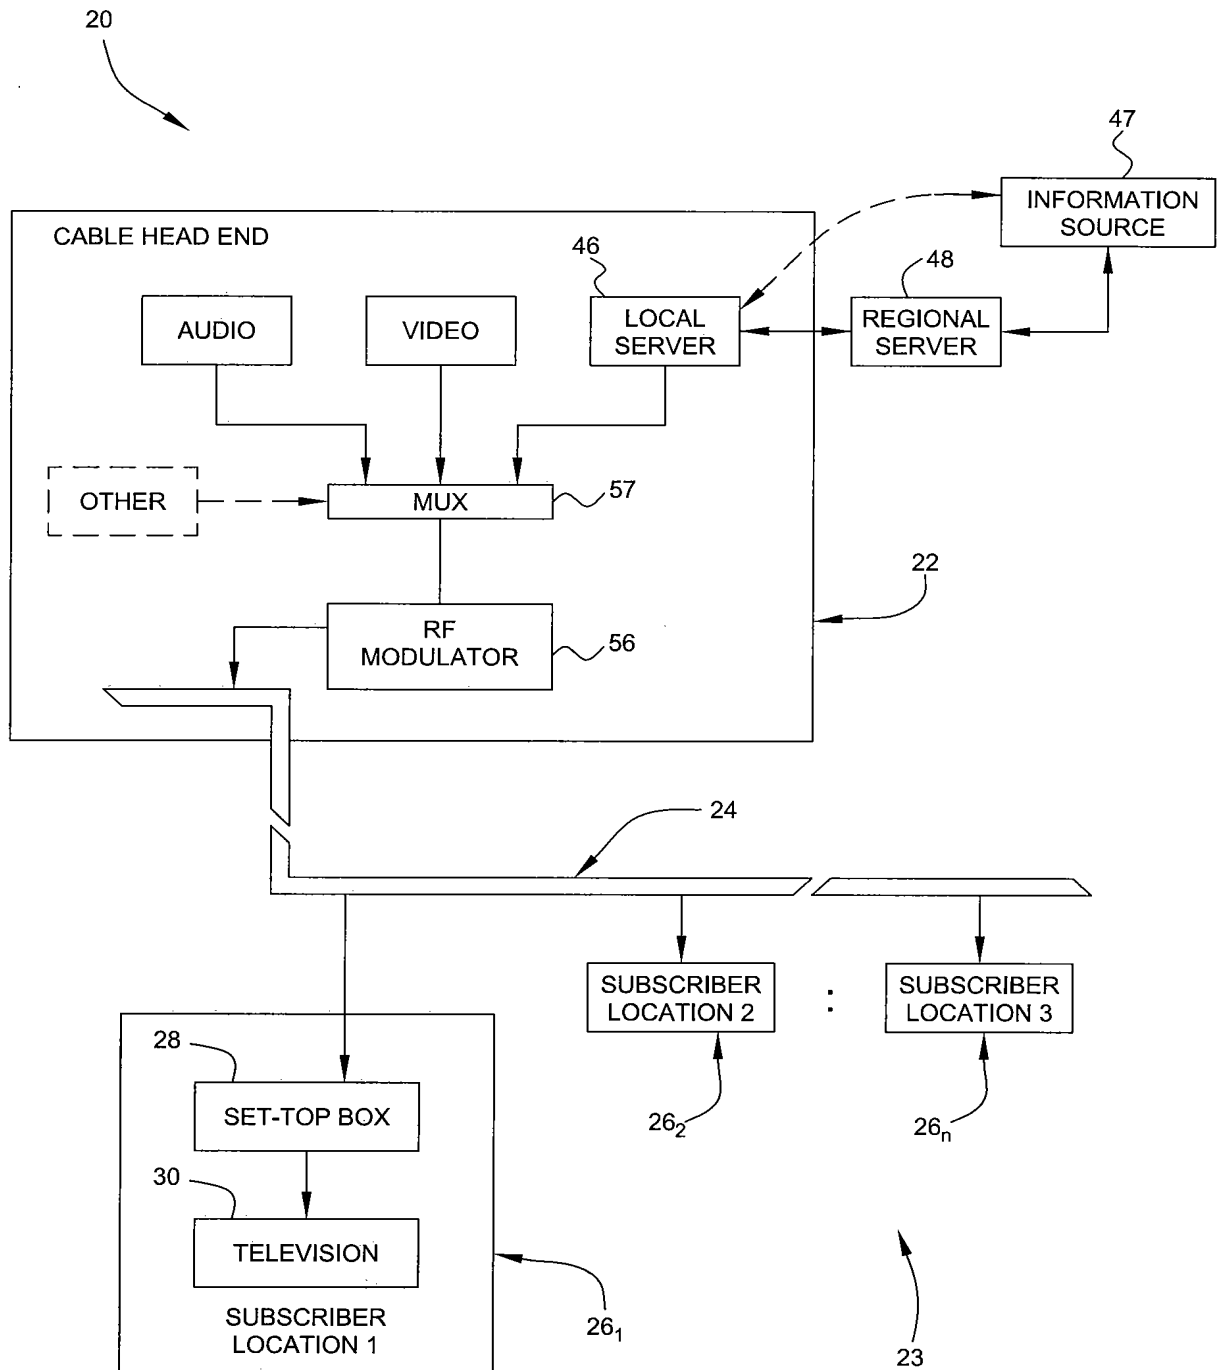 20
47
INFORMATION
SOURCE
CABLE HEAD END
46
48
AUDIO
VIDEO
LOCAL
SERVER
REGIONAL
SERVER
OTHER
MUX
57
22
RF
MODULATOR
56
24
SUBSCRIBER
LOCATION 2
:
SUBSCRIBER
LOCATION 3
28
SET-TOP BOX
26₂
26ₙ
30
TELEVISION
SUBSCRIBER
LOCATION 1
26₁
23